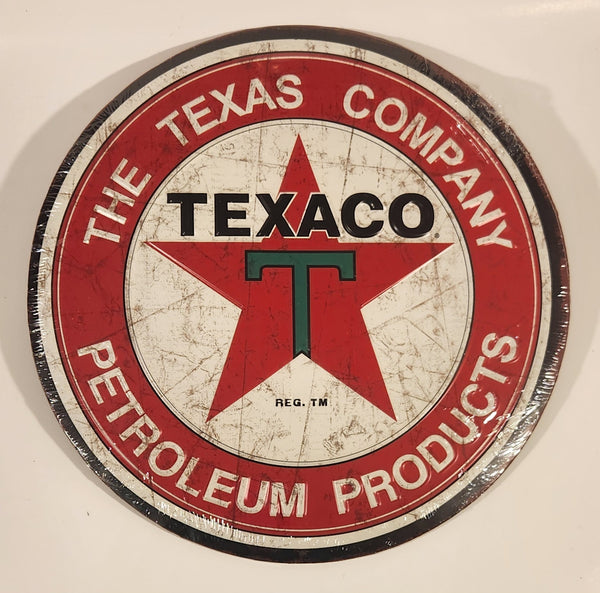 THE TEXAS COMPANY
TEXACO
T
REG. TM
PETROLEUM PRODUCTS